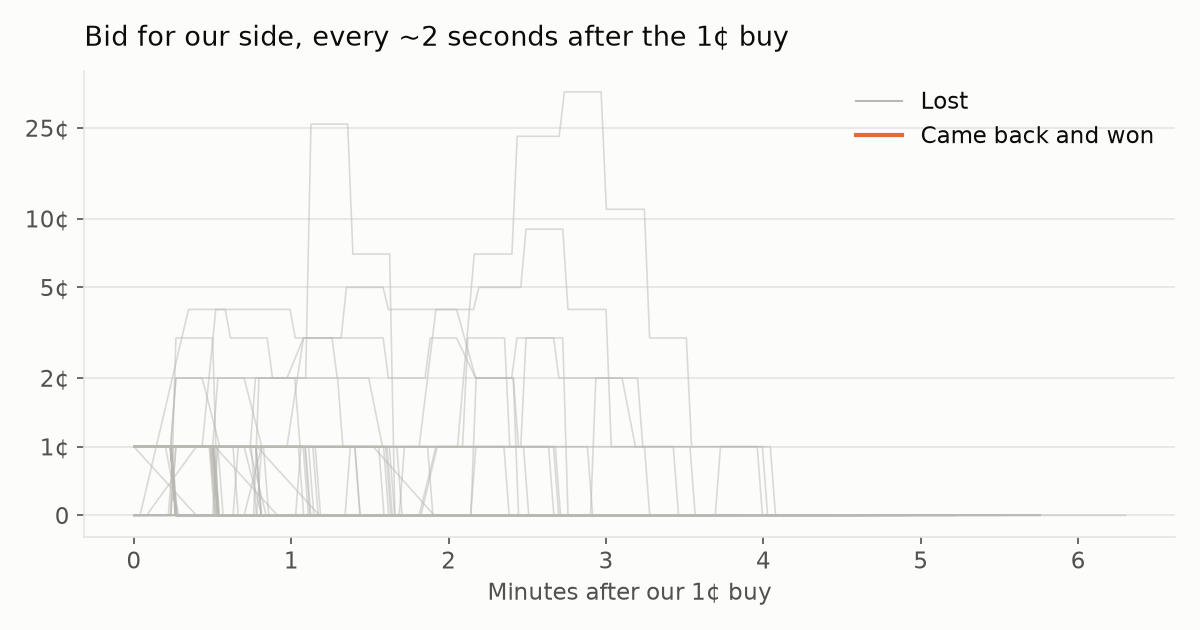 Bid for our side, every ~2 seconds after the 1¢ buy
Lost
Came back and won
25¢
10¢
5¢
2¢
1¢
0
0 1 2 3 4 5 6
Minutes after our 1¢ buy